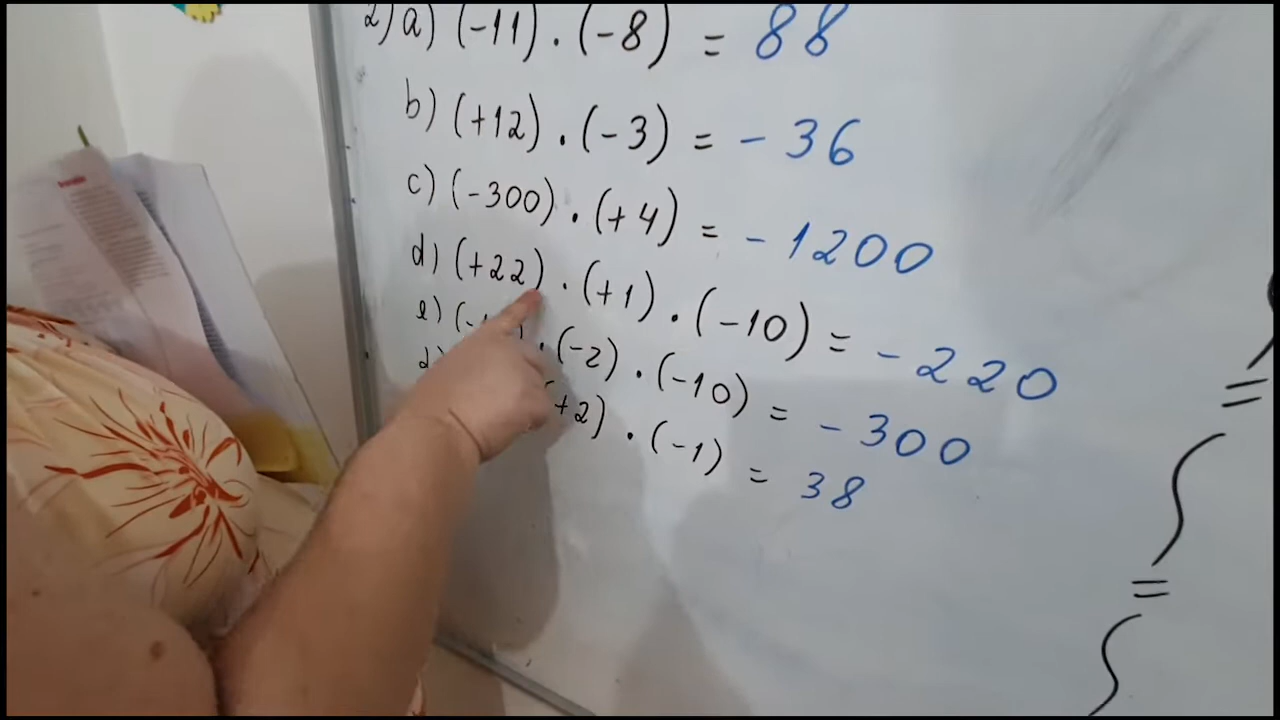 2) a) (-11) . (-8) = 88
b) (+12) . (-3) = - 36
c) (-300) . (+4) = - 1200
d) (+22) . (+1) . (-10) = - 220
e) . (-2) . (-10) = - 300
+2) . (-1) = 38
=
=